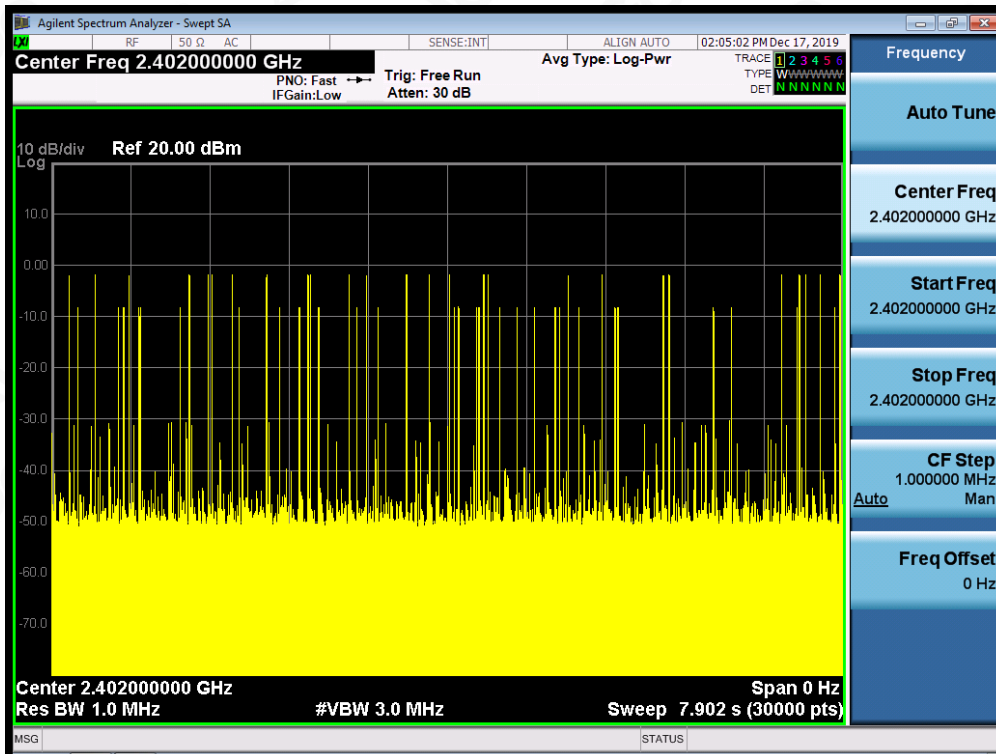 Agilent Spectrum Analyzer - Swept SA
LXI RF 50 Ω AC SENSE:INT ALIGN AUTO 02:05:02 PM Dec 17, 2019
Center Freq 2.402000000 GHz
PNO: Fast
IFGain:Low
Trig: Free Run
Atten: 30 dB
Avg Type: Log-Pwr
TRACE 1 2 3 4 5 6
TYPE WWWWWWW
DET N N N N N N
10 dB/div Ref 20.00 dBm
Log
10.0
0.00
-10.0
-20.0
-30.0
-40.0
-50.0
-60.0
-70.0
Center 2.402000000 GHz Span 0 Hz
Res BW 1.0 MHz #VBW 3.0 MHz Sweep 7.902 s (30000 pts)
MSG STATUS
Frequency
Auto Tune
Center Freq
2.402000000 GHz
Start Freq
2.402000000 GHz
Stop Freq
2.402000000 GHz
CF Step
1.000000 MHz
Auto Man
Freq Offset
0 Hz